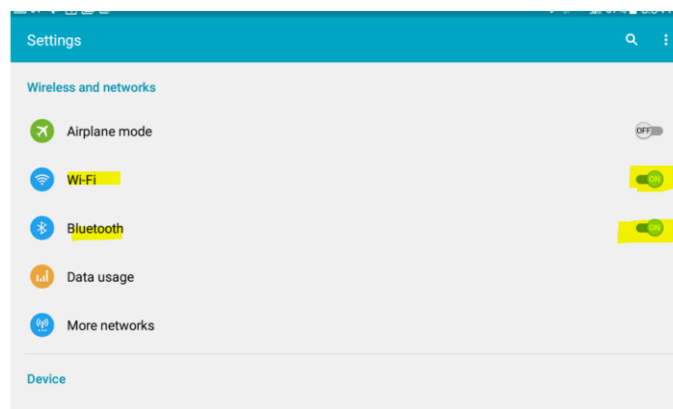 Settings
Wireless and networks
Airplane mode
OFF
Wi-Fi
ON
Bluetooth
ON
Data usage
More networks
Device